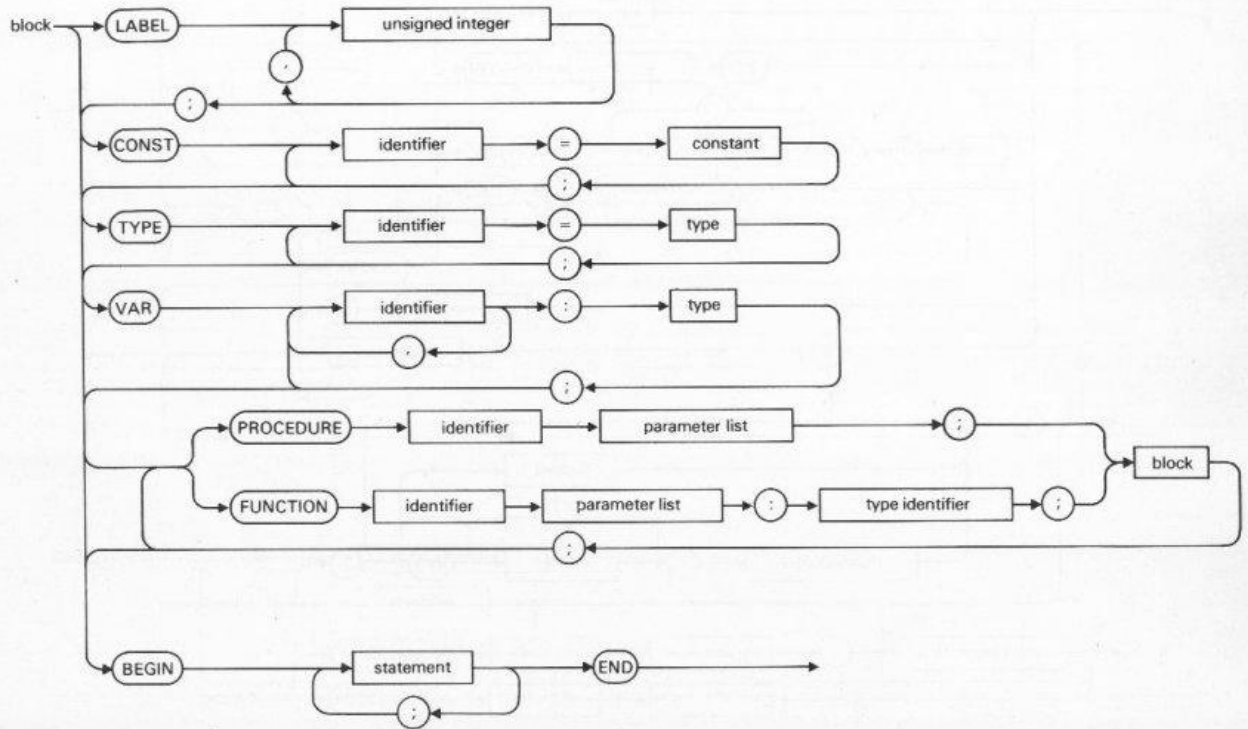 block LABEL unsigned integer
,
;
CONST identifier = constant
;
TYPE identifier = type
;
VAR identifier : type
,
;
PROCEDURE identifier parameter list ;
block
FUNCTION identifier parameter list : type identifier ;
;
BEGIN statement END
;